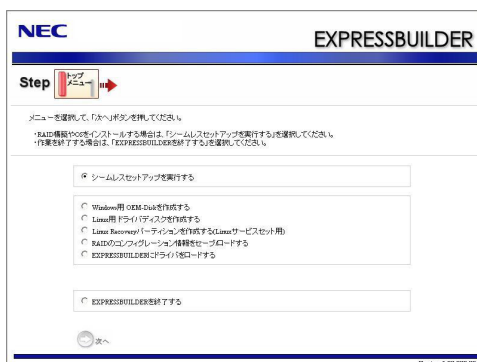 NEC
EXPRESSBUILDER
Step トップメニュー
メニューを選択して、「次へ」ボタンを押してください。
・RAID構築やOSをインストールする場合は、「シームレスセットアップを実行する」を選択してください。
・作業を終了する場合は、「EXPRESSBUILDERを終了する」を選択してください。
シームレスセットアップを実行する
Windows用 OEM-Diskを作成する
Linux用 ドライバディスクを作成する
Linux Recoveryパーティションを作成する(Linuxサービスセット用)
RAIDのコンフィグレーション情報をセーブ/ロードする
EXPRESSBUILDERにドライバをロードする
EXPRESSBUILDERを終了する
次へ